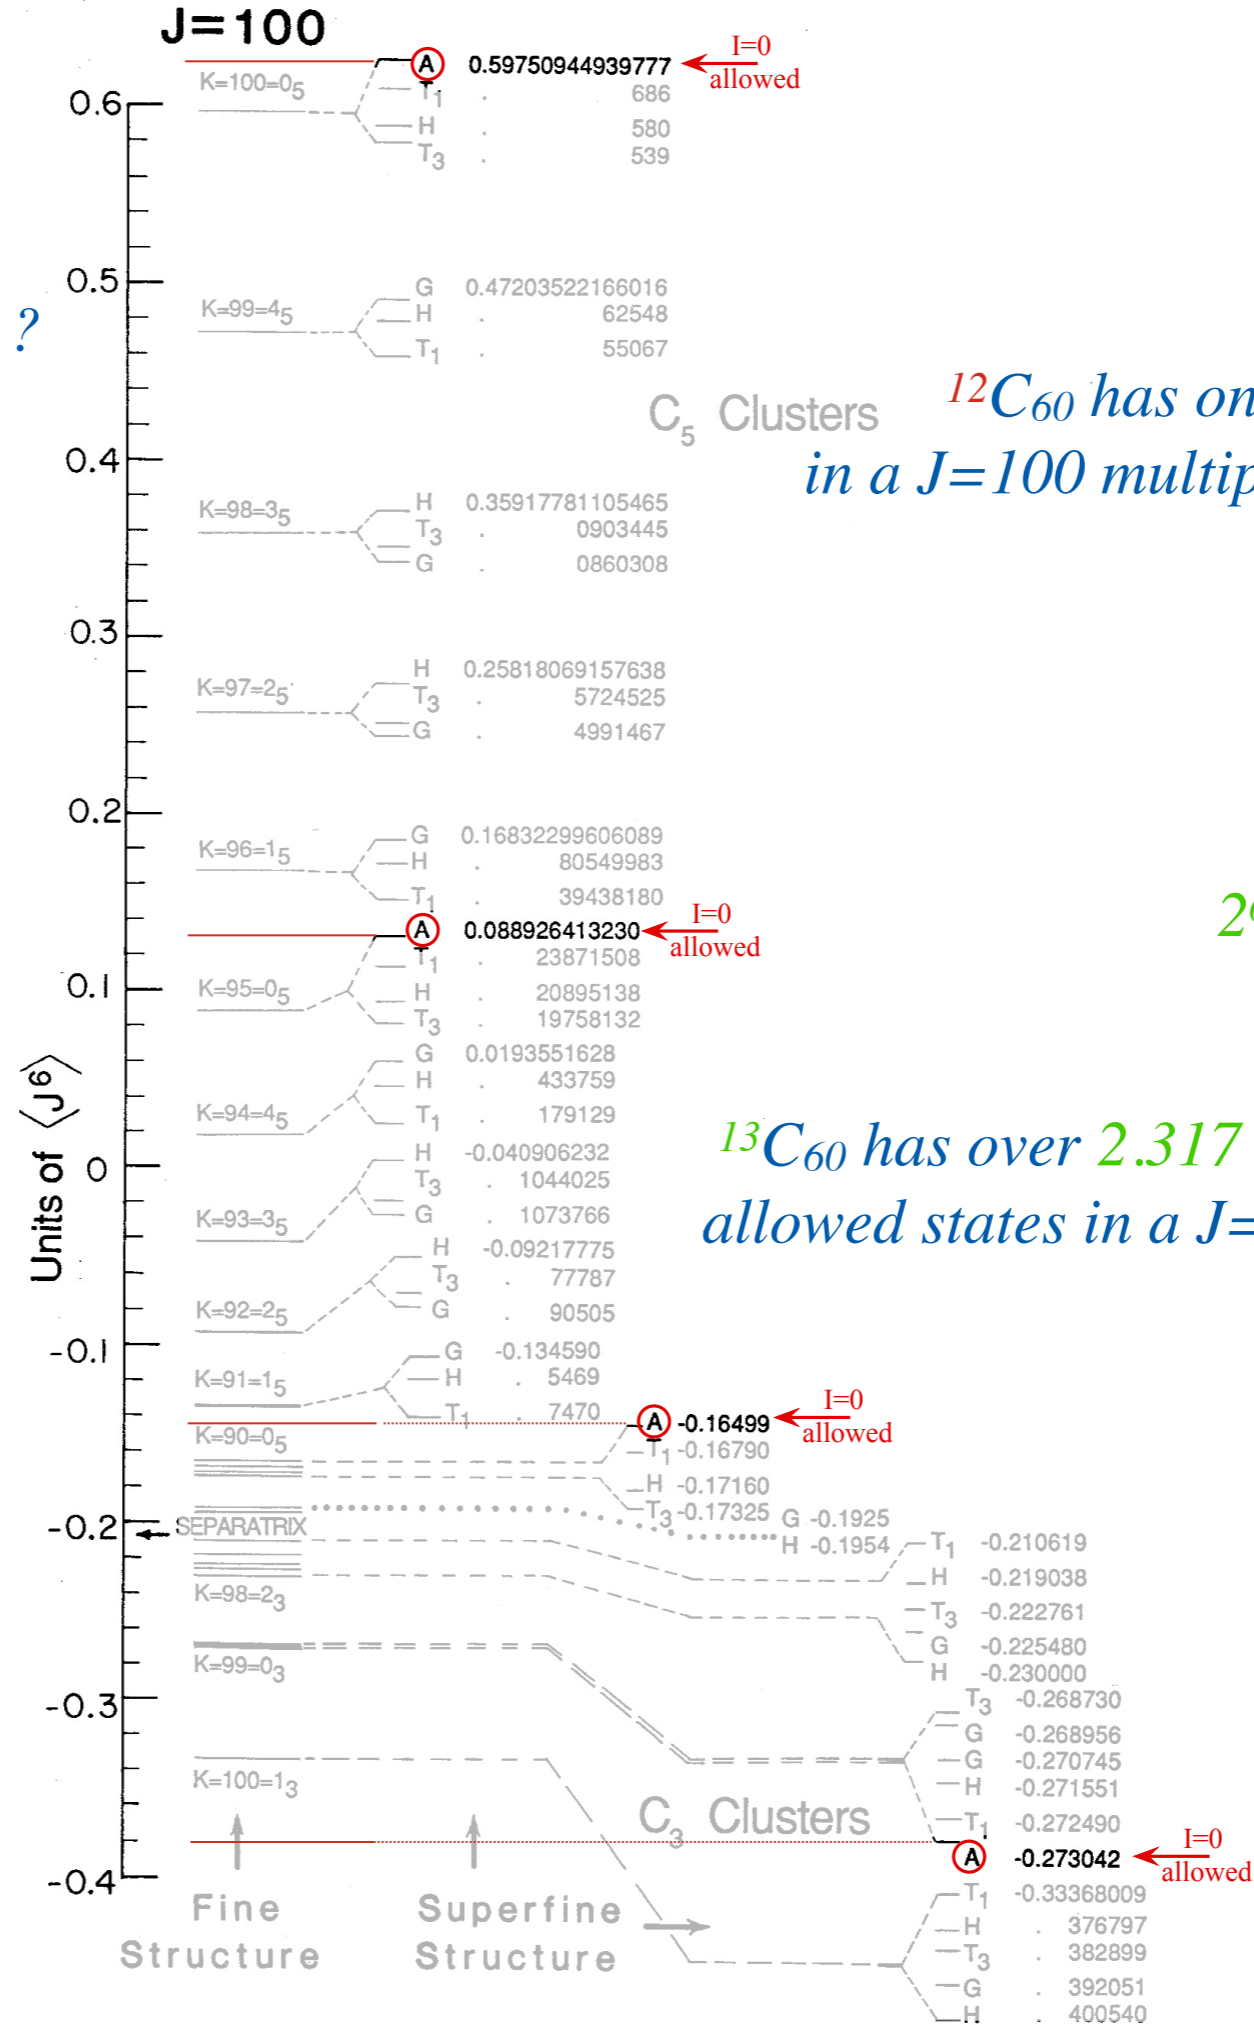 J=100
I=0
allowed
A 0.59750944939777
K=100=0₅
T₁ . 686
0.6
H . 580
T₃ . 539
0.5
G 0.47203522166016
K=99=4₅
H . 62548
?
T₁ . 55067
¹²C₆₀ has on
C₅ Clusters
0.4
in a J=100 multip
H 0.35917781105465
K=98=3₅
T₃ . 0903445
G . 0860308
0.3
H 0.25818069157638
K=97=2₅
T₃ . 5724525
G . 4991467
0.2
G 0.16832299606089
K=96=1₅
H . 80549983
T₁ . 39438180
I=0
allowed
A 0.088926413230
T₁ . 23871508
0.1
K=95=0₅
H . 20895138
T₃ . 19758132
G 0.0193551628
H . 433759
K=94=4₅
T₁ . 179129
Units of ⟨J⁶⟩
0
¹³C₆₀ has over 2.317
H -0.040906232
T₃ . 1044025
K=93=3₅
G . 1073766
allowed states in a J=
H -0.09217775
T₃ . 77787
K=92=2₅
G . 90505
-0.1
G -0.134590
K=91=1₅
H . 5469
T₁ . 7470
I=0
allowed
A -0.16499
K=90=0₅
T₁ -0.16790
H -0.17160
T₃ -0.17325
G -0.1925
-0.2
SEPARATRIX
H -0.1954
T₁ -0.210619
H -0.219038
K=98=2₃
T₃ -0.222761
G -0.225480
H -0.230000
K=99=0₃
-0.3
T₃ -0.268730
G -0.268956
G -0.270745
H -0.271551
K=100=1₃
C₃ Clusters
T₁ -0.272490
I=0
allowed
A -0.273042
-0.4
T₁ -0.33368009
Fine
Structure
Superfine
Structure
H . 376797
T₃ . 382899
G . 392051
H . 400540